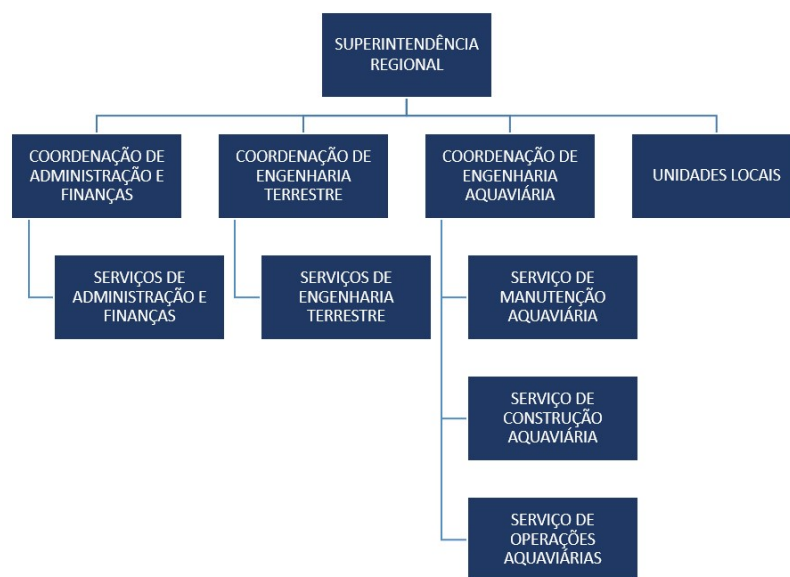 SUPERINTENDÊNCIA
REGIONAL
COORDENAÇÃO DE
ADMINISTRAÇÃO E
FINANÇAS
COORDENAÇÃO DE
ENGENHARIA
TERRESTRE
COORDENAÇÃO DE
ENGENHARIA
AQUAVIÁRIA
UNIDADES LOCAIS
SERVIÇOS DE
ADMINISTRAÇÃO E
FINANÇAS
SERVIÇOS DE
ENGENHARIA
TERRESTRE
SERVIÇO DE
MANUTENÇÃO
AQUAVIÁRIA
SERVIÇO DE
CONSTRUÇÃO
AQUAVIÁRIA
SERVIÇO DE
OPERAÇÕES
AQUAVIÁRIAS